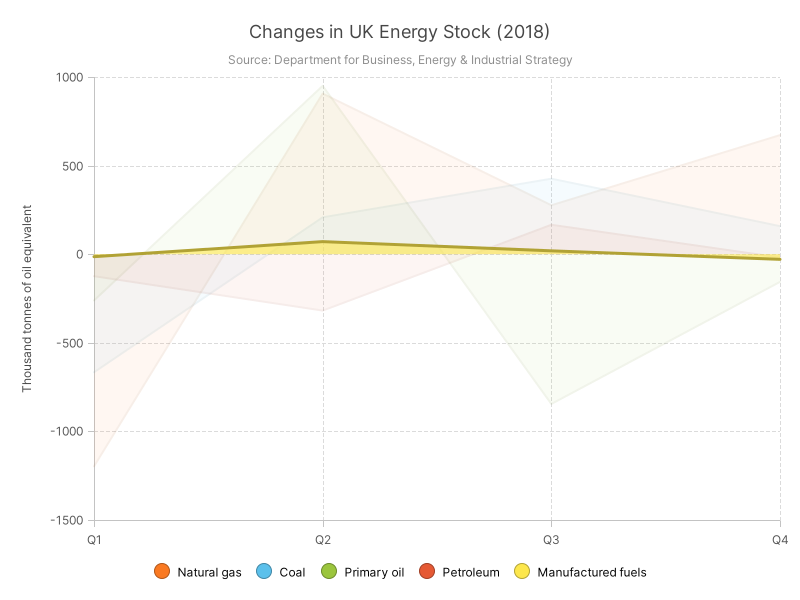 Changes in UK Energy Stock (2018)
Source: Department for Business, Energy & Industrial Strategy
Thousand tonnes of oil equivalent
1000
500
0
-500
-1000
-1500
Q1 Q2 Q3 Q4
Natural gas Coal Primary oil Petroleum Manufactured fuels